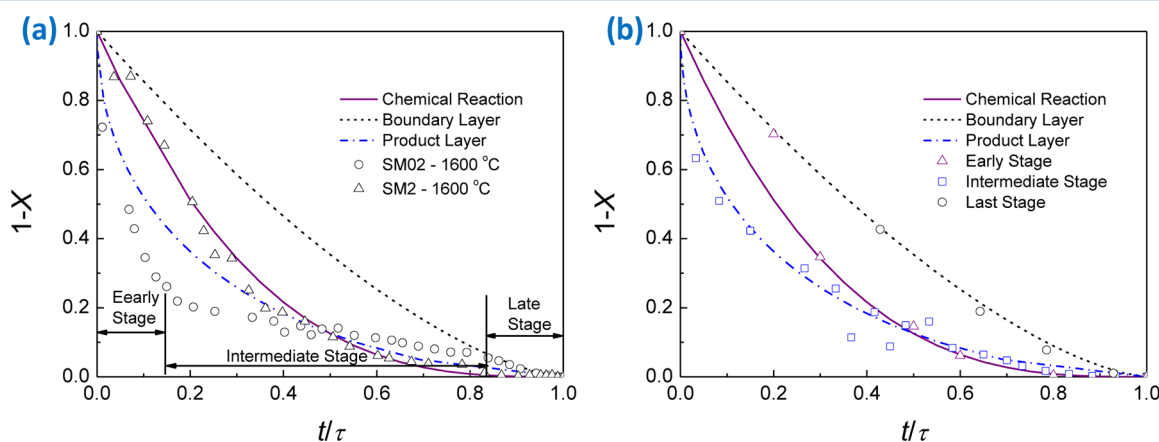 (a)
1.0
0.8
0.6
0.4
0.2
0.0
1-X
Chemical Reaction
Boundary Layer
Product Layer
SM02 - 1600 °C
SM2 - 1600 °C
Eearly
Stage
Intermediate Stage
Late
Stage
0.0 0.2 0.4 0.6 0.8 1.0
t/τ
(b)
1.0
0.8
0.6
0.4
0.2
0.0
1-X
Chemical Reaction
Boundary Layer
Product Layer
Early Stage
Intermediate Stage
Last Stage
0.0 0.2 0.4 0.6 0.8 1.0
t/τ